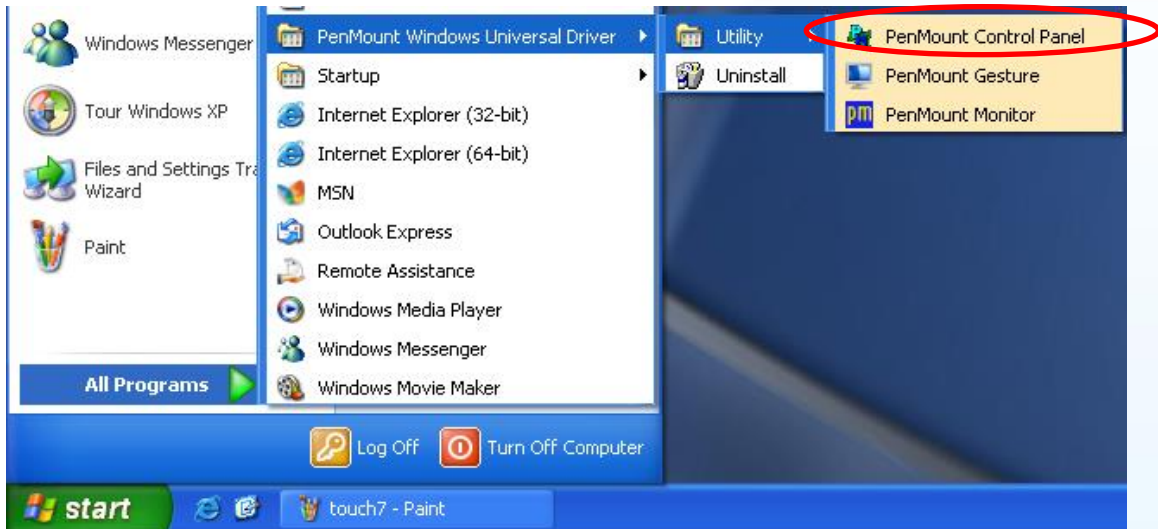 Windows Messenger
Tour Windows XP
Files and Settings Tra
Wizard
Paint
All Programs
PenMount Windows Universal Driver
Startup
Internet Explorer (32-bit)
Internet Explorer (64-bit)
MSN
Outlook Express
Remote Assistance
Windows Media Player
Windows Messenger
Windows Movie Maker
Utility
Uninstall
PenMount Control Panel
PenMount Gesture
pm PenMount Monitor
Log Off Turn Off Computer
start touch7 - Paint